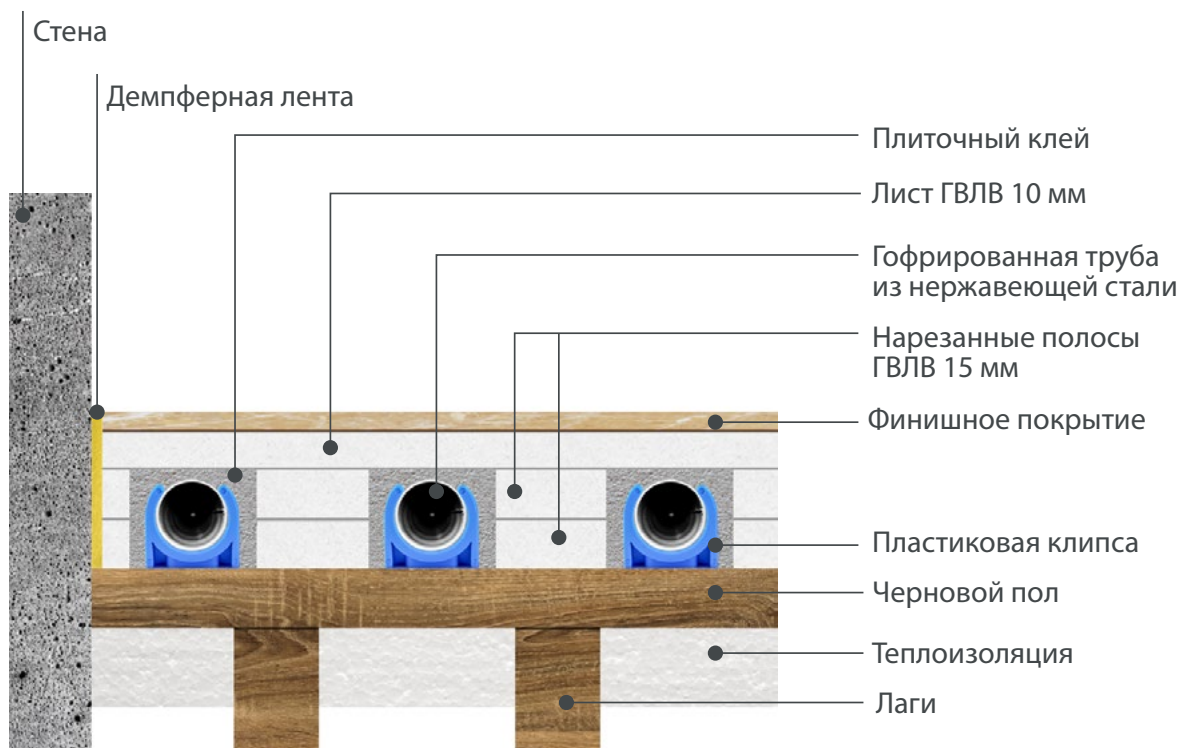 Стена
Демпферная лента
Плиточный клей
Лист ГВЛВ 10 мм
Гофрированная труба
из нержавеющей стали
Нарезанные полосы
ГВЛВ 15 мм
Финишное покрытие
Пластиковая клипса
Черновой пол
Теплоизоляция
Лаги